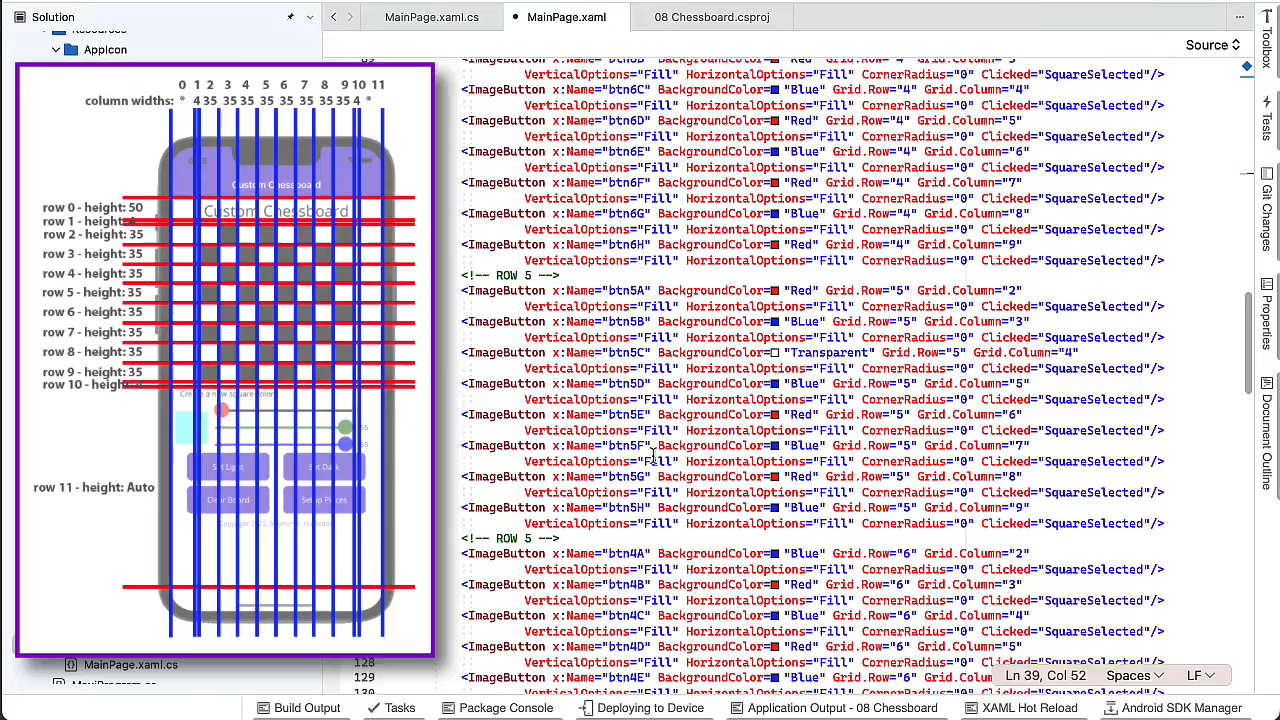 Solution
MainPage.xaml.cs
MainPage.xaml
08 Chessboard.csproj
Resources
AppIcon
Source
0 1 2 3 4 5 6 7 8 9 10 11
column widths: * 4 35 35 35 35 35 35 35 35 4 *
Custom Chessboard
row 0 - height: 50
Custom Chessboard
row 1 - height: 4
row 2 - height: 35
row 3 - height: 35
row 4 - height: 35
row 5 - height: 35
row 6 - height: 35
row 7 - height: 35
row 8 - height: 35
row 9 - height: 35
row 10 - height: 4
Create a new square color
Set Light
Set Dark
Clear Board
Setup Pieces
row 11 - height: Auto
MainPage.xaml.cs
89
VerticalOptions="Fill" HorizontalOptions="Fill" CornerRadius="0" Clicked="SquareSelected"/>
<ImageButton x:Name="btn6C" BackgroundColor="Blue" Grid.Row="4" Grid.Column="4"
VerticalOptions="Fill" HorizontalOptions="Fill" CornerRadius="0" Clicked="SquareSelected"/>
<ImageButton x:Name="btn6D" BackgroundColor="Red" Grid.Row="4" Grid.Column="5"
VerticalOptions="Fill" HorizontalOptions="Fill" CornerRadius="0" Clicked="SquareSelected"/>
<ImageButton x:Name="btn6E" BackgroundColor="Blue" Grid.Row="4" Grid.Column="6"
VerticalOptions="Fill" HorizontalOptions="Fill" CornerRadius="0" Clicked="SquareSelected"/>
<ImageButton x:Name="btn6F" BackgroundColor="Red" Grid.Row="4" Grid.Column="7"
VerticalOptions="Fill" HorizontalOptions="Fill" CornerRadius="0" Clicked="SquareSelected"/>
<ImageButton x:Name="btn6G" BackgroundColor="Blue" Grid.Row="4" Grid.Column="8"
VerticalOptions="Fill" HorizontalOptions="Fill" CornerRadius="0" Clicked="SquareSelected"/>
<ImageButton x:Name="btn6H" BackgroundColor="Red" Grid.Row="4" Grid.Column="9"
VerticalOptions="Fill" HorizontalOptions="Fill" CornerRadius="0" Clicked="SquareSelected"/>
<!-- ROW 5 -->
<ImageButton x:Name="btn5A" BackgroundColor="Red" Grid.Row="5" Grid.Column="2"
VerticalOptions="Fill" HorizontalOptions="Fill" CornerRadius="0" Clicked="SquareSelected"/>
<ImageButton x:Name="btn5B" BackgroundColor="BLue" Grid.Row="5" Grid.Column="3"
VerticalOptions="Fill" HorizontalOptions="Fill" CornerRadius="0" Clicked="SquareSelected"/>
<ImageButton x:Name="btn5C" BackgroundColor="Transparent" Grid.Row="5" Grid.Column="4"
VerticalOptions="Fill" HorizontalOptions="Fill" CornerRadius="0" Clicked="SquareSelected"/>
<ImageButton x:Name="btn5D" BackgroundColor="Blue" Grid.Row="5" Grid.Column="5"
VerticalOptions="Fill" HorizontalOptions="Fill" CornerRadius="0" Clicked="SquareSelected"/>
<ImageButton x:Name="btn5E" BackgroundColor="Red" Grid.Row="5" Grid.Column="6"
VerticalOptions="Fill" HorizontalOptions="Fill" CornerRadius="0" Clicked="SquareSelected"/>
<ImageButton x:Name="btn5F" BackgroundColor="Blue" Grid.Row="5" Grid.Column="7"
VerticalOptions="Fill" HorizontalOptions="Fill" CornerRadius="0" Clicked="SquareSelected"/>
<ImageButton x:Name="btn5G" BackgroundColor="Red" Grid.Row="5" Grid.Column="8"
VerticalOptions="Fill" HorizontalOptions="Fill" CornerRadius="0" Clicked="SquareSelected"/>
<ImageButton x:Name="btn5H" BackgroundColor="Blue" Grid.Row="5" Grid.Column="9"
VerticalOptions="Fill" HorizontalOptions="Fill" CornerRadius="0" Clicked="SquareSelected"/>
<!-- ROW 5 -->
<ImageButton x:Name="btn4A" BackgroundColor="Blue" Grid.Row="6" Grid.Column="2"
VerticalOptions="Fill" HorizontalOptions="Fill" CornerRadius="0" Clicked="SquareSelected"/>
<ImageButton x:Name="btn4B" BackgroundColor="Red" Grid.Row="6" Grid.Column="3"
VerticalOptions="Fill" HorizontalOptions="Fill" CornerRadius="0" Clicked="SquareSelected"/>
<ImageButton x:Name="btn4C" BackgroundColor="Blue" Grid.Row="6" Grid.Column="4"
VerticalOptions="Fill" HorizontalOptions="Fill" CornerRadius="0" Clicked="SquareSelected"/>
<ImageButton x:Name="btn4D" BackgroundColor="Red" Grid.Row="6" Grid.Column="5"
128 VerticalOptions="Fill" HorizontalOptions="Fill" CornerRadius="0" Clicked="SquareSelected"/>
129 <ImageButton x:Name="btn4E" BackgroundColor="Blue" Grid.Row="6"
130
Ln 39, Col 52 Spaces LF
Toolbox
Tests
Git Changes
Properties
Document Outline
Build Output
Tasks
Package Console
Deploying to Device
Application Output - 08 Chessboard
XAML Hot Reload
Android SDK Manager